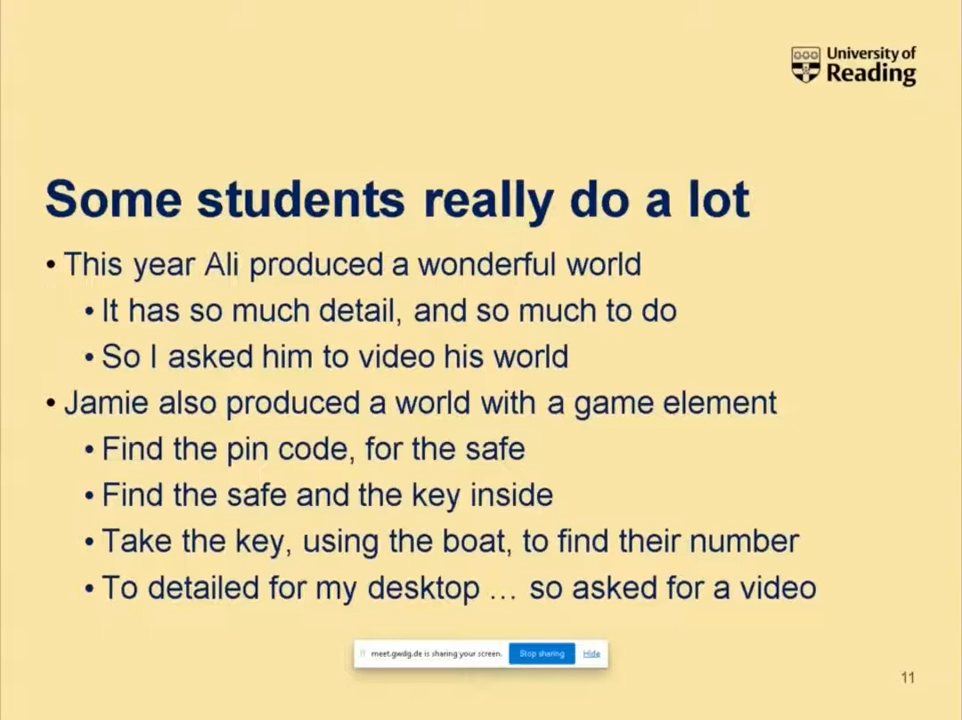 University of
Reading
Some students really do a lot
• This year Ali produced a wonderful world
• It has so much detail, and so much to do
• So I asked him to video his world
• Jamie also produced a world with a game element
• Find the pin code, for the safe
• Find the safe and the key inside
• Take the key, using the boat, to find their number
• To detailed for my desktop … so asked for a video
meet.gwdg.de is sharing your screen. Stop sharing Hide
11